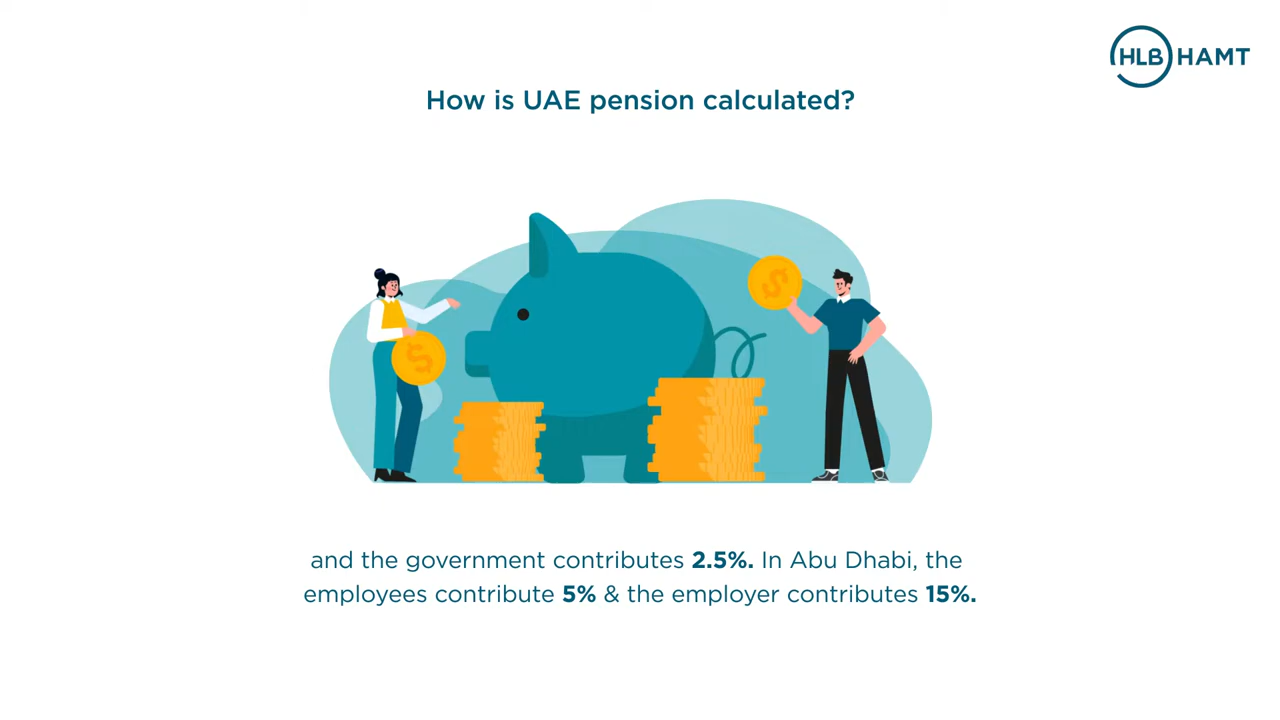 HLB HAMT
How is UAE pension calculated?
$
$
and the government contributes 2.5%. In Abu Dhabi, the
employees contribute 5% & the employer contributes 15%.